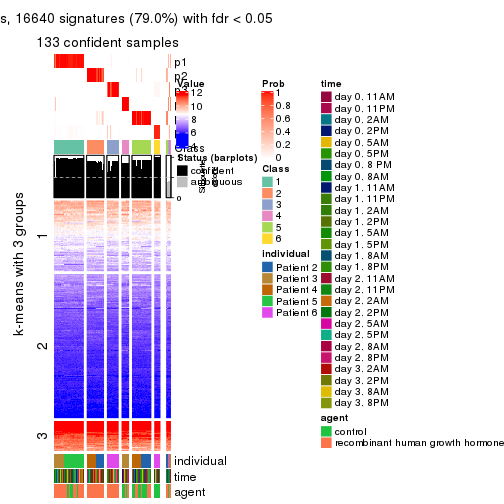 s, 16640 signatures (79.0%) with fdr < 0.05
133 confident samples
p1
p2
p3
Value
12
10
8
6
4
Class
Status (barplots)
confident
ambiguous
0
k-means with 3 groups
1
2
3
individual
time
agent
Prob
1
0.8
0.6
0.4
0.2
0
Class
1
2
3
4
5
6
individual
Patient 2
Patient 3
Patient 4
Patient 5
Patient 6
time
day 0. 11AM
day 0. 11PM
day 0. 2AM
day 0. 2PM
day 0. 5AM
day 0. 5PM
day 0. 8 PM
day 0. 8AM
day 1. 11AM
day 1. 11PM
day 1. 2AM
day 1. 2PM
day 1. 5AM
day 1. 5PM
day 1. 8AM
day 1. 8PM
day 2. 11AM
day 2. 11PM
day 2. 2AM
day 2. 2PM
day 2. 5AM
day 2. 5PM
day 2. 8AM
day 2. 8PM
day 3. 2AM
day 3. 2PM
day 3. 8AM
day 3. 8PM
agent
control
recombinant human growth hormone